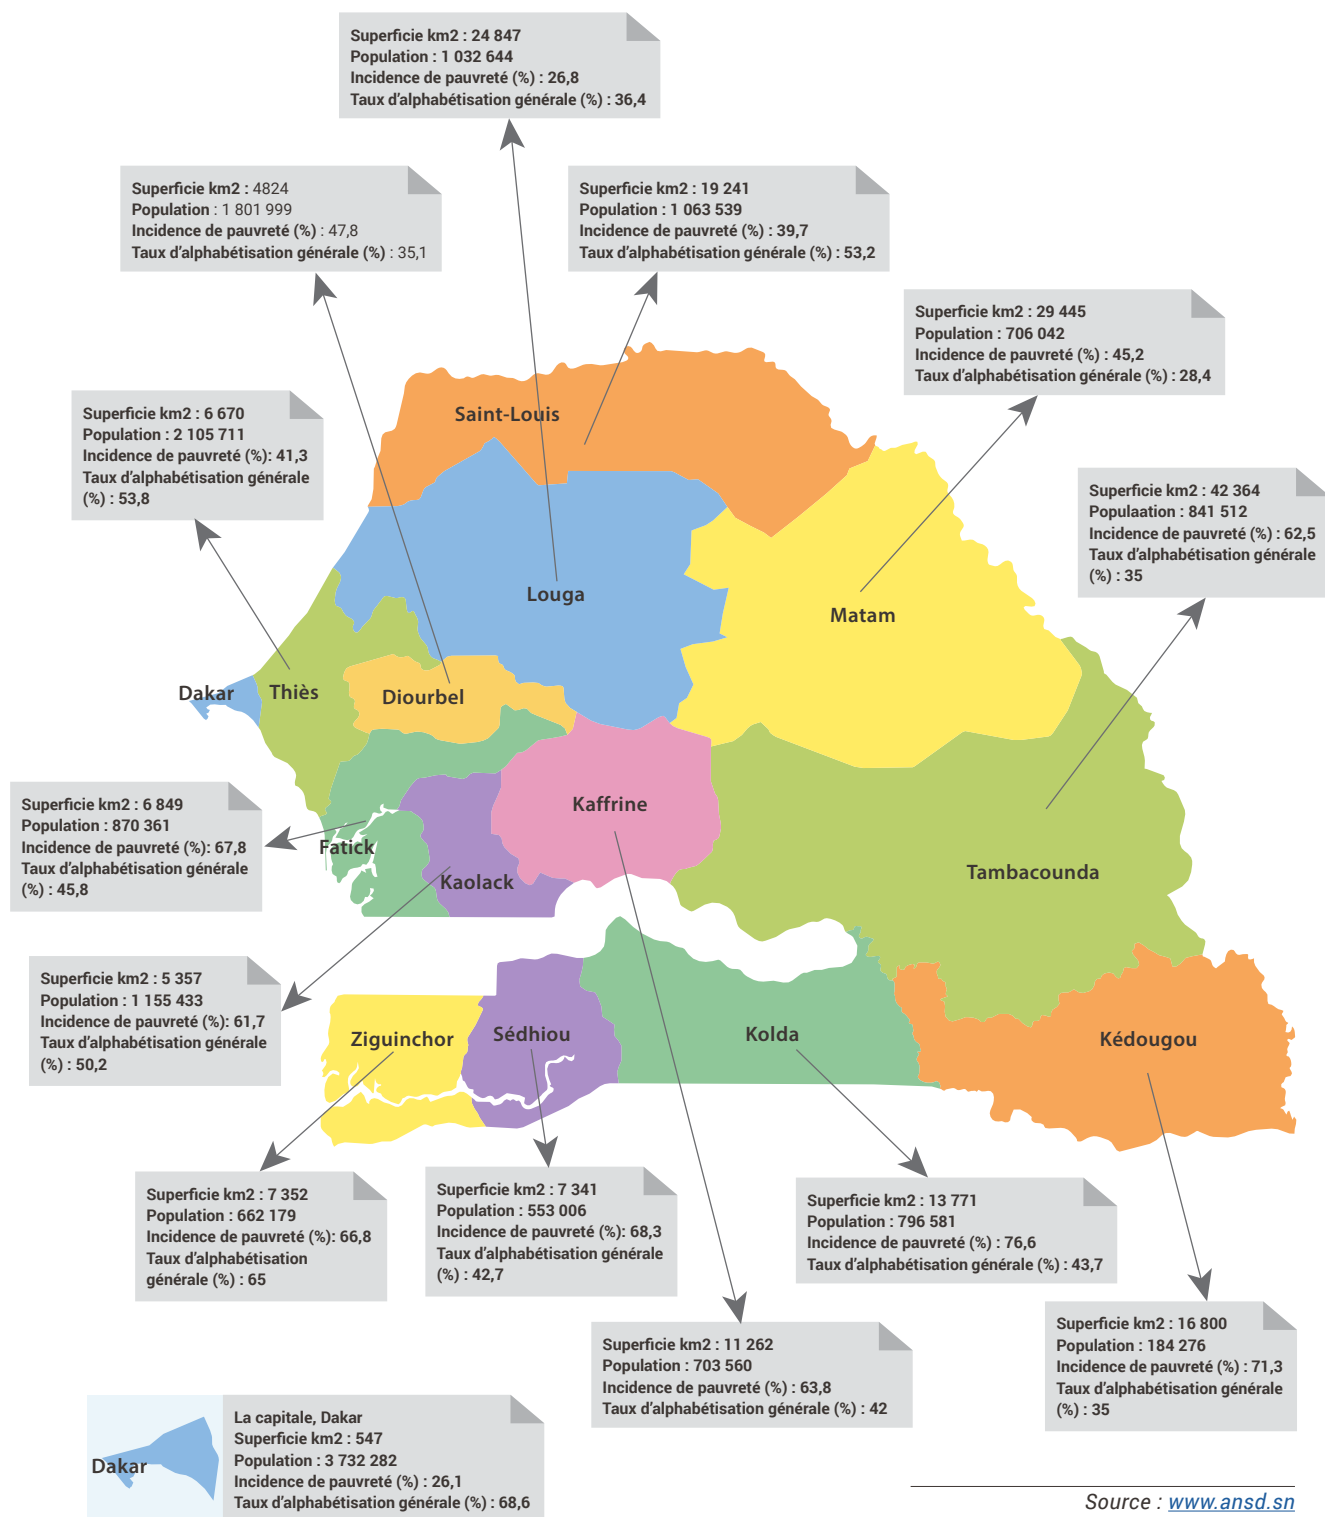 Superficie km2 : 24 847
Population : 1 032 644
Incidence de pauvreté (%) : 26,8
Taux d'alphabétisation générale (%) : 36,4
Superficie km2 : 4824
Population : 1 801 999
Incidence de pauvreté (%) : 47,8
Taux d'alphabétisation générale (%) : 35,1
Superficie km2 : 19 241
Population : 1 063 539
Incidence de pauvreté (%) : 39,7
Taux d'alphabétisation générale (%) : 53,2
Superficie km2 : 29 445
Population : 706 042
Incidence de pauvreté (%) : 45,2
Taux d'alphabétisation générale (%) : 28,4
Superficie km2 : 6 670
Population : 2 105 711
Incidence de pauvreté (%): 41,3
Taux d'alphabétisation générale
(%) : 53,8
Superficie km2 : 42 364
Populaation : 841 512
Incidence de pauvreté (%) : 62,5
Taux d'alphabétisation générale
(%) : 35
Saint-Louis
Louga
Matam
Dakar
Thiès
Diourbel
Kaffrine
Fatick
Kaolack
Tambacounda
Superficie km2 : 6 849
Population : 870 361
Incidence de pauvreté (%): 67,8
Taux d'alphabétisation générale
(%) : 45,8
Superficie km2 : 5 357
Population : 1 155 433
Incidence de pauvreté (%): 61,7
Taux d'alphabétisation générale
(%) : 50,2
Ziguinchor
Sédhiou
Kolda
Kédougou
Superficie km2 : 7 352
Population : 662 179
Incidence de pauvreté (%): 66,8
Taux d'alphabétisation
générale (%) : 65
Superficie km2 : 7 341
Population : 553 006
Incidence de pauvreté (%): 68,3
Taux d'alphabétisation générale
(%) : 42,7
Superficie km2 : 13 771
Population : 796 581
Incidence de pauvreté (%) : 76,6
Taux d'alphabétisation générale (%) : 43,7
Superficie km2 : 11 262
Population : 703 560
Incidence de pauvreté (%) : 63,8
Taux d'alphabétisation générale (%) : 42
Superficie km2 : 16 800
Population : 184 276
Incidence de pauvreté (%) : 71,3
Taux d'alphabétisation générale
(%) : 35
Dakar
La capitale, Dakar
Superficie km2 : 547
Population : 3 732 282
Incidence de pauvreté (%) : 26,1
Taux d'alphabétisation générale (%) : 68,6
Source : www.ansd.sn